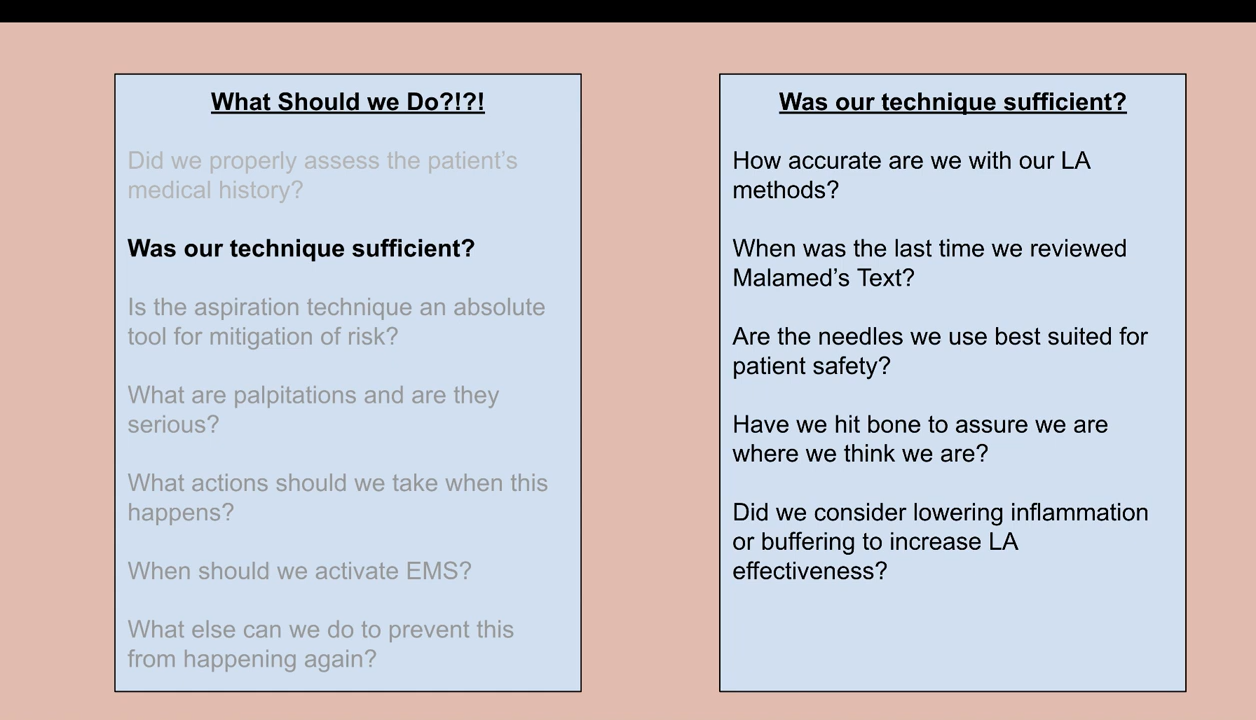 What Should we Do?!?!
Did we properly assess the patient's
medical history?
Was our technique sufficient?
Is the aspiration technique an absolute
tool for mitigation of risk?
What are palpitations and are they
serious?
What actions should we take when this
happens?
When should we activate EMS?
What else can we do to prevent this
from happening again?
Was our technique sufficient?
How accurate are we with our LA
methods?
When was the last time we reviewed
Malamed's Text?
Are the needles we use best suited for
patient safety?
Have we hit bone to assure we are
where we think we are?
Did we consider lowering inflammation
or buffering to increase LA
effectiveness?